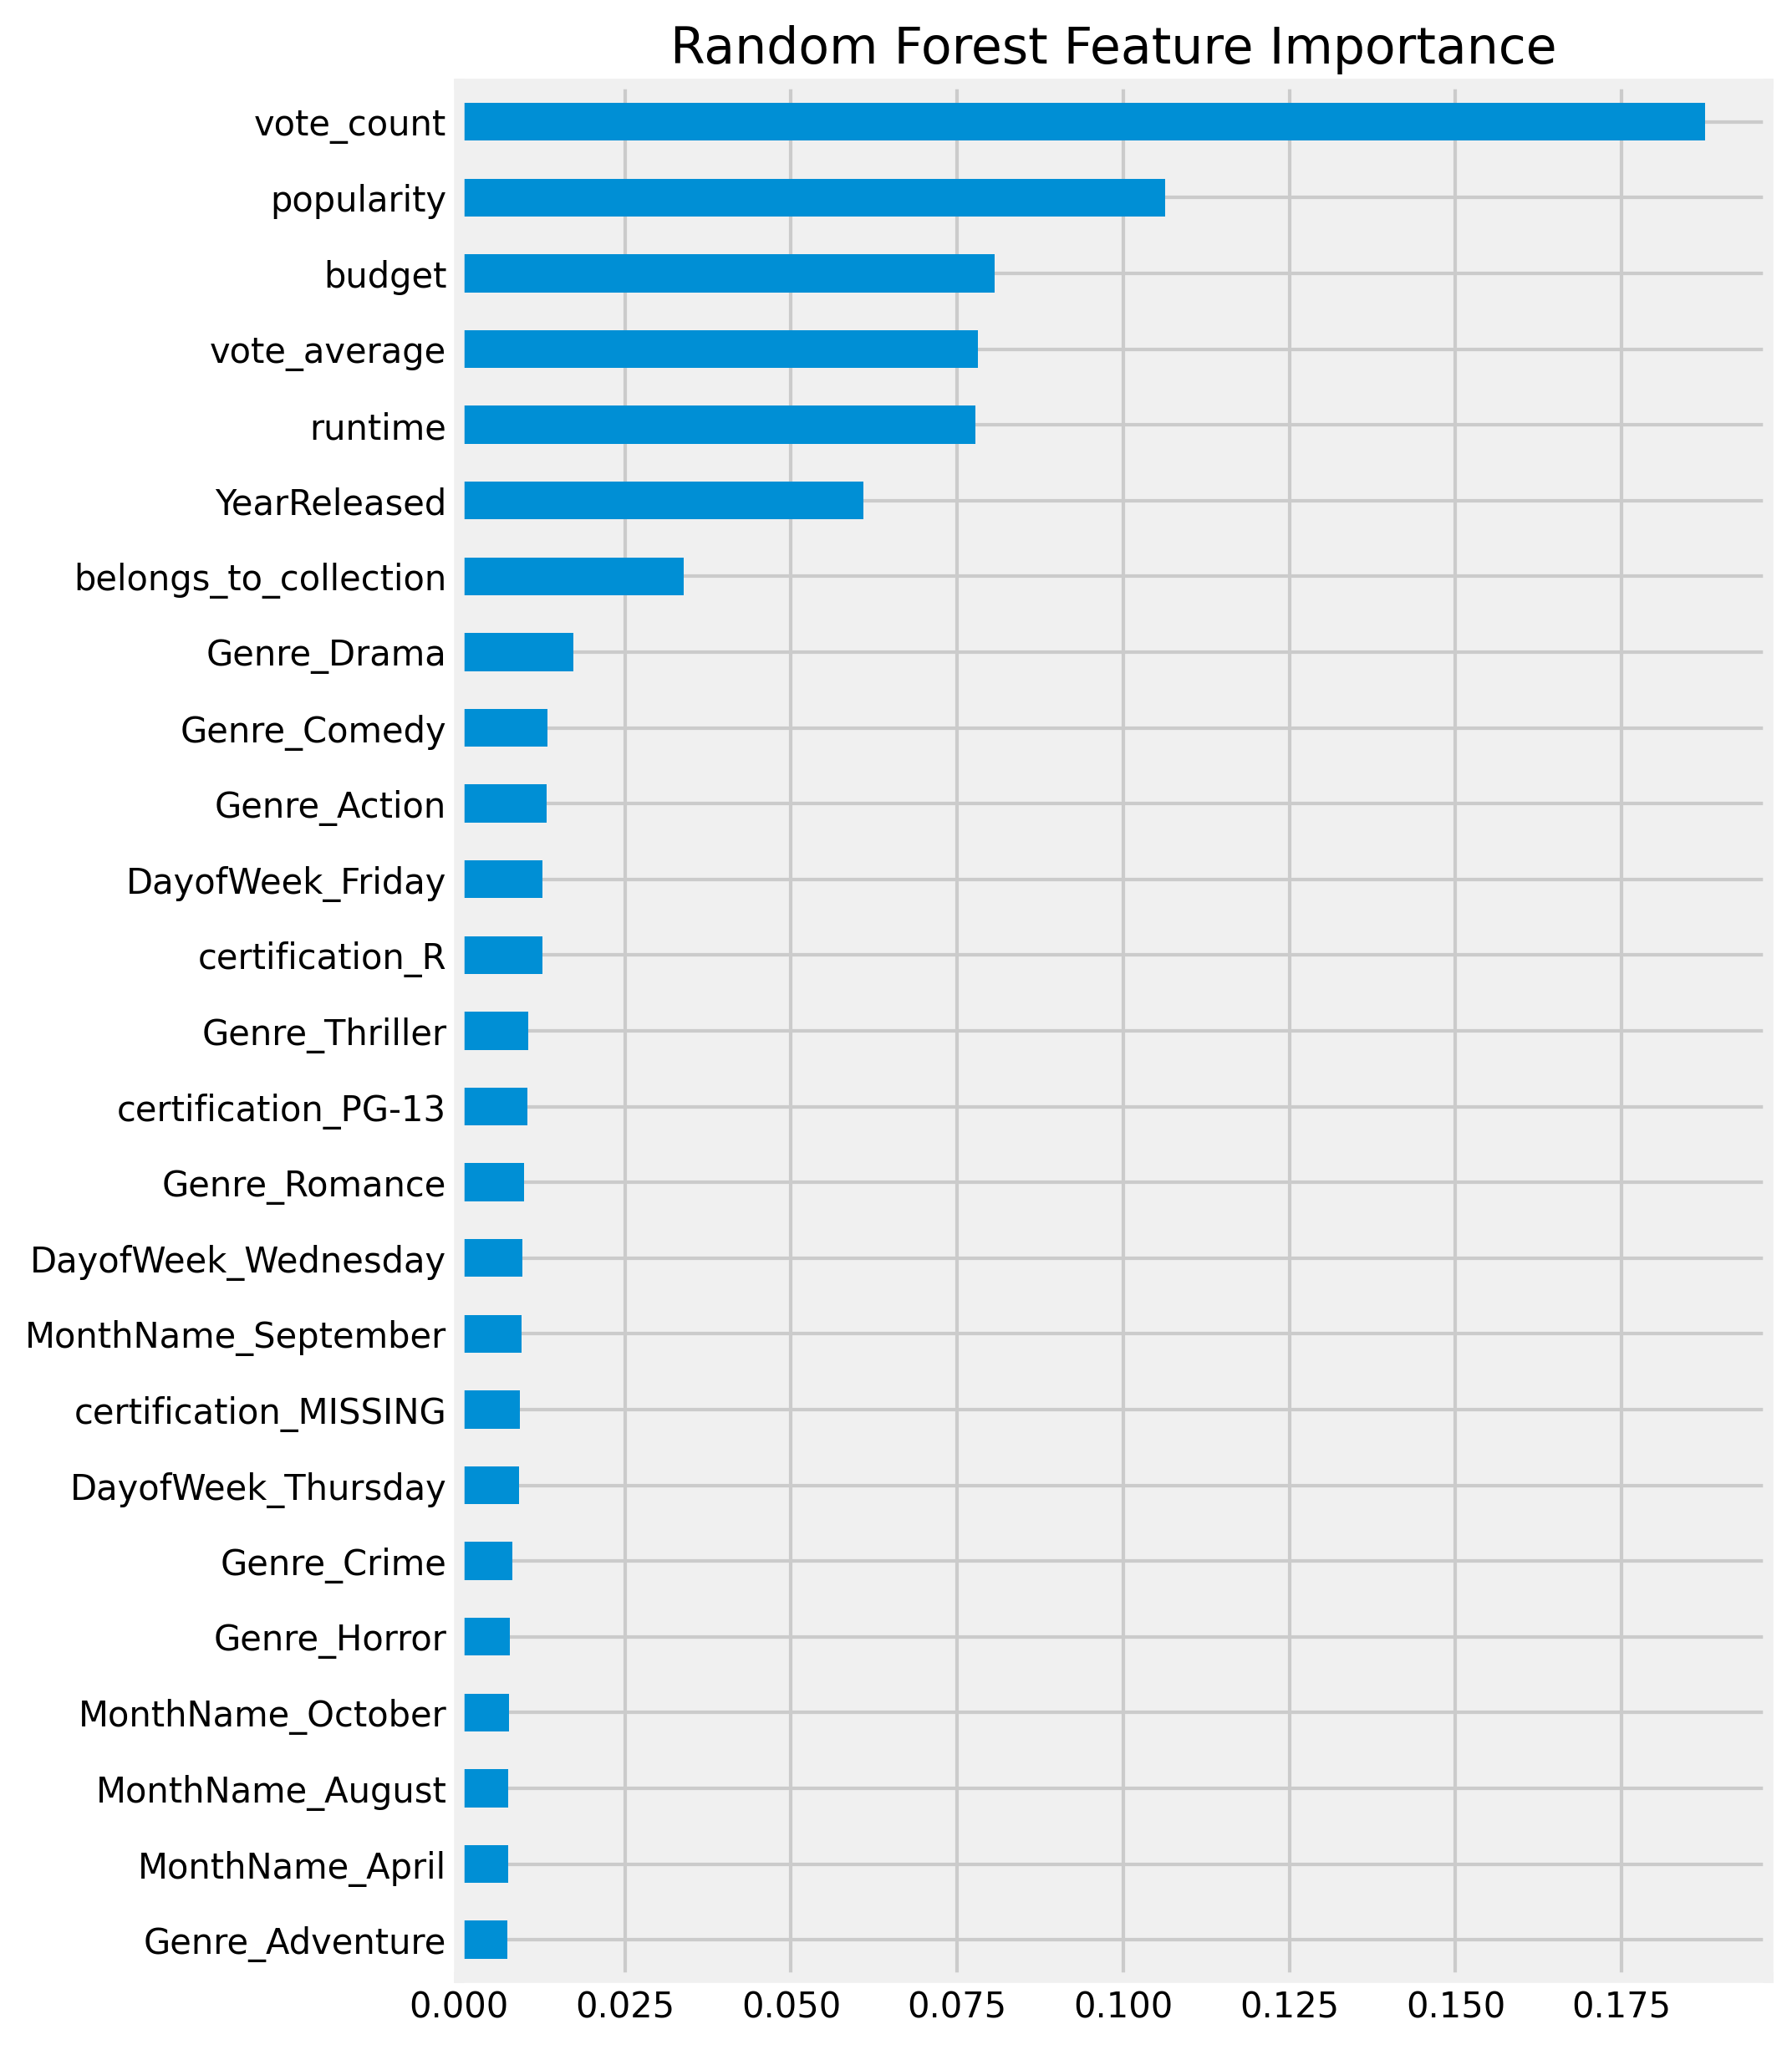 Random Forest Feature Importance
vote_count
popularity
budget
vote_average
runtime
YearReleased
belongs_to_collection
Genre_Drama
Genre_Comedy
Genre_Action
DayofWeek_Friday
certification_R
Genre_Thriller
certification_PG-13
Genre_Romance
DayofWeek_Wednesday
MonthName_September
certification_MISSING
DayofWeek_Thursday
Genre_Crime
Genre_Horror
MonthName_October
MonthName_August
MonthName_April
Genre_Adventure
0.000 0.025 0.050 0.075 0.100 0.125 0.150 0.175